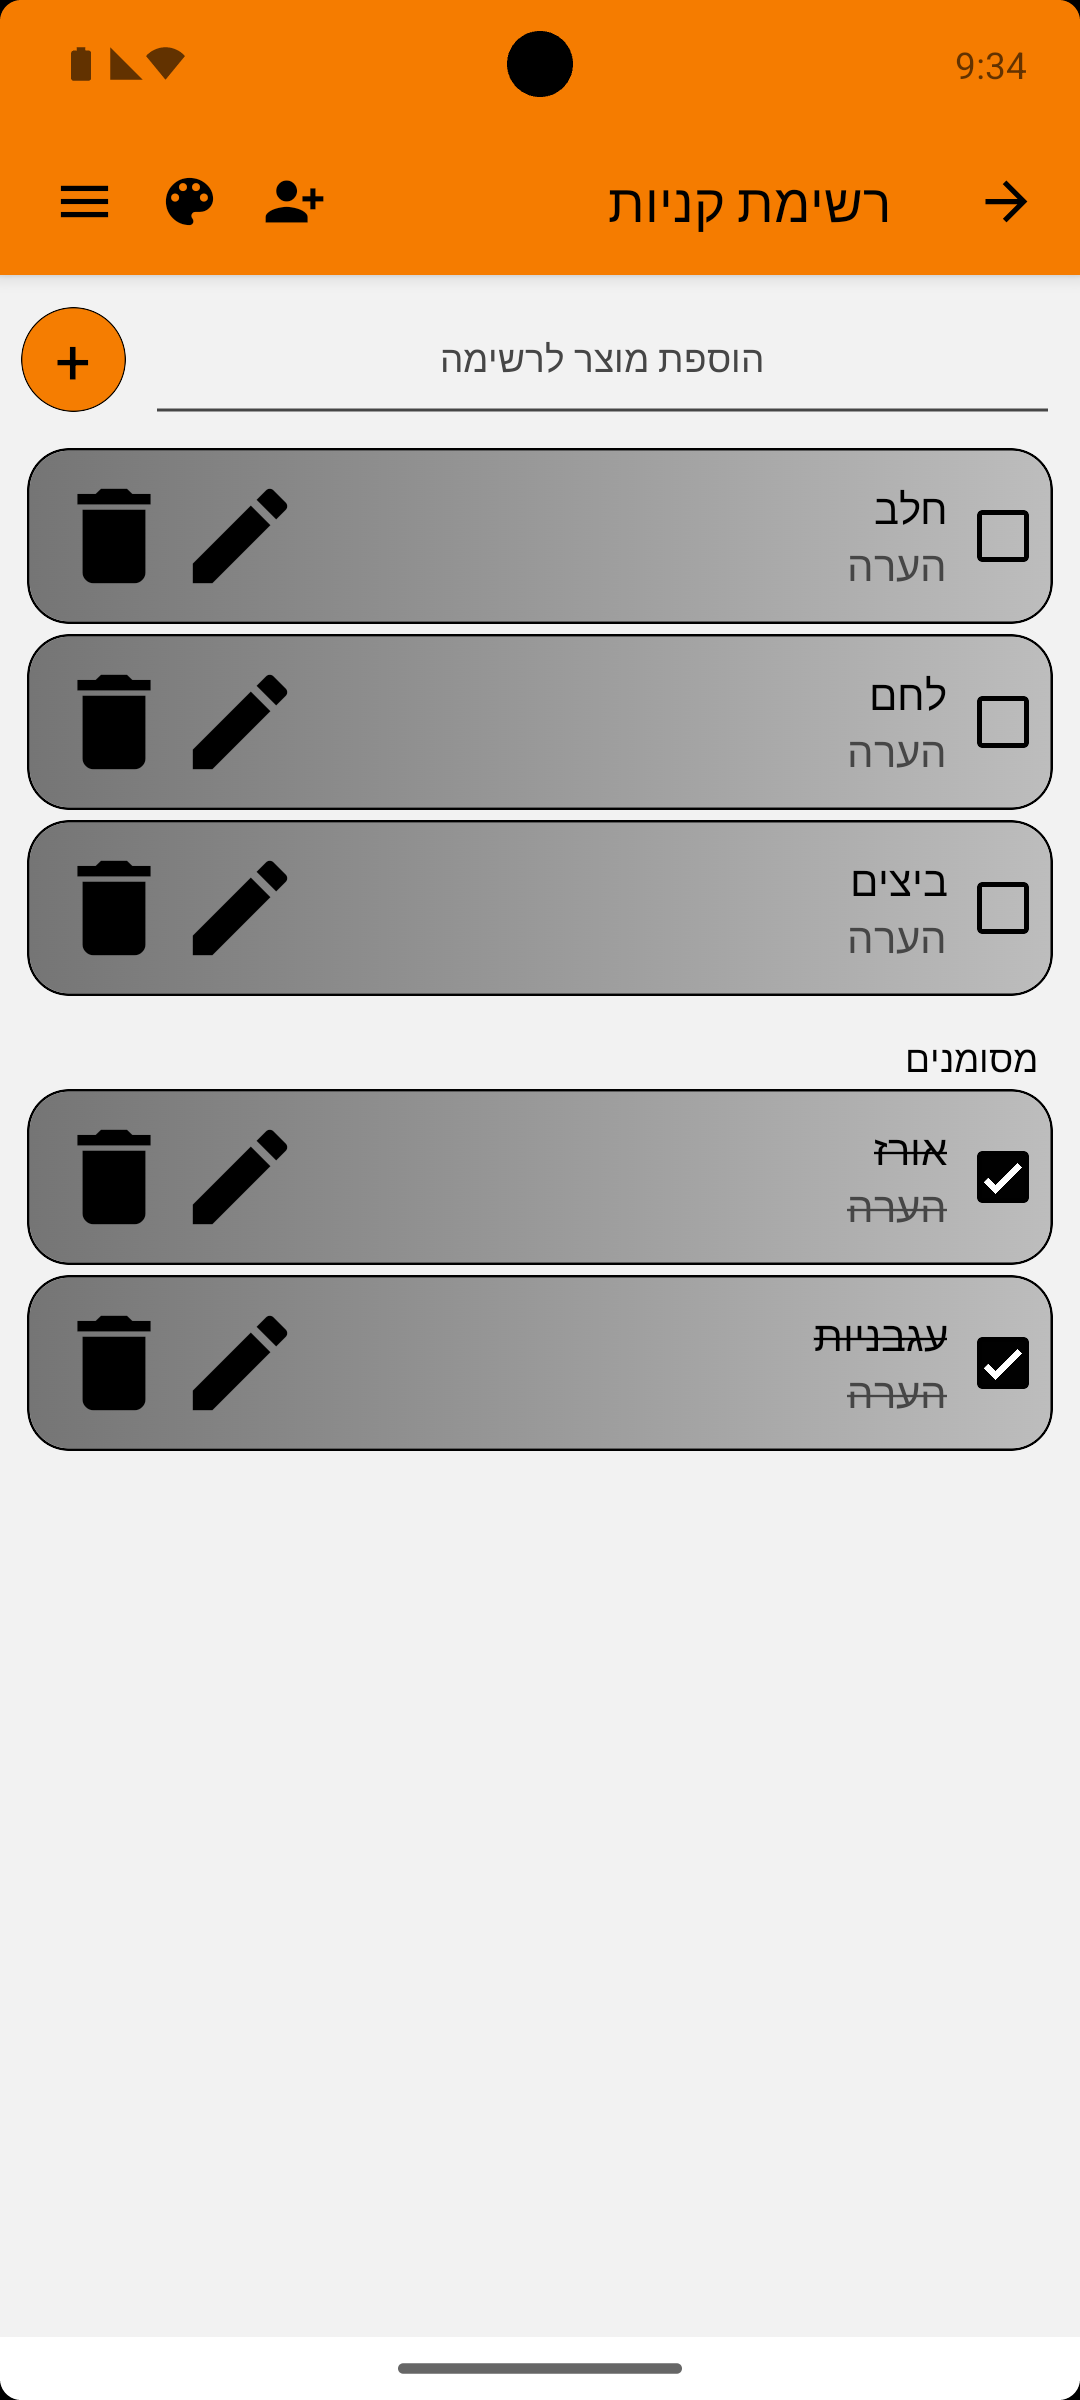 9:34
רשימת קניות
הוספת מוצר לרשימה
+
חלב
הערה
לחם
הערה
ביצים
הערה
מסומנים
אורז
הערה
עגבניות
הערה